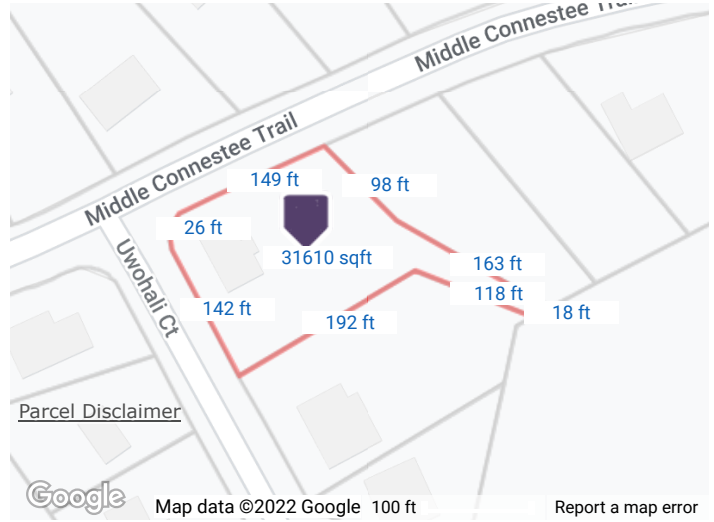 Middle Connestee Tra
Middle Connestee Trail
149 ft
98 ft
26 ft
31610 sqft
163 ft
118 ft
18 ft
142 ft
192 ft
Uwohali Ct
Parcel Disclaimer
Google
Map data ©2022 Google 100 ft
Report a map error